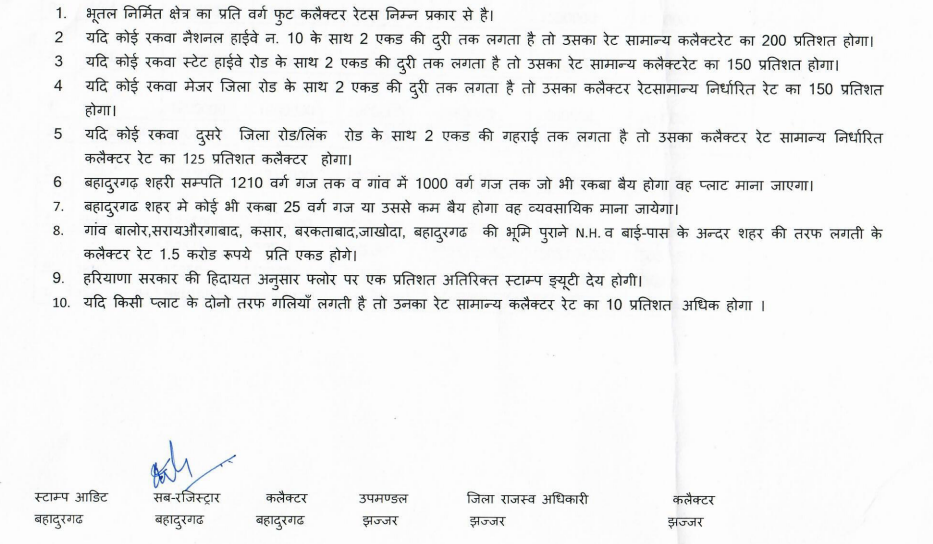 1. भूतल निर्मित क्षेत्र का प्रति वर्ग फुट कलैक्टर रेटस निम्न प्रकार से है।
2 यदि कोई रकवा नैशनल हाईवे न. 10 के साथ 2 एकड की दुरी तक लगता है तो उसका रेट सामान्य कलैक्टरेट का 200 प्रतिशत होगा।
3 यदि कोई रकवा स्टेट हाईवे रोड के साथ 2 एकड की दुरी तक लगता है तो उसका रेट सामान्य कलैक्टरेट का 150 प्रतिशत होगा।
4 यदि कोई रकवा मेजर जिला रोड के साथ 2 एकड की दुरी तक लगता है तो उसका कलैक्टर रेटसामान्य निर्धारित रेट का 150 प्रतिशत
होगा।
5 यदि कोई रकवा दुसरे जिला रोड/लिंक रोड के साथ 2 एकड की गहराई तक लगता है तो उसका कलैक्टर रेट सामान्य निर्धारित
कलैक्टर रेट का 125 प्रतिशत कलैक्टर होगा।
6 बहादुरगढ़ शहरी सम्पति 1210 वर्ग गज तक व गांव में 1000 वर्ग गज तक जो भी रकबा बैय होगा वह प्लाट माना जाएगा।
7. बहादुरगढ शहर मे कोई भी रकबा 25 वर्ग गज या उससे कम बैय होगा वह व्यवसायिक माना जायेगा।
8. गांव बालोर,सरायऔरगाबाद, कसार, बरकताबाद,जाखोदा, बहादुरगढ की भूमि पुराने N.H. व बाई-पास के अन्दर शहर की तरफ लगती के
कलैक्टर रेट 1.5 करोड रूपये प्रति एकड होगे।
9. हरियाणा सरकार की हिदायत अनुसार फ्लोर पर एक प्रतिशत अतिरिक्त स्टाम्प ड्यूटी देय होगी।
10. यदि किसी प्लाट के दोनो तरफ गलियाँ लगती है तो उनका रेट सामान्य कलैक्टर रेट का 10 प्रतिशत अधिक होगा ।
स्टाम्प आडिट सब-रजिस्ट्रार कलैक्टर उपमण्डल जिला राजस्व अधिकारी कलैक्टर
बहादुरगढ बहादुरगढ बहादुरगढ झज्जर झज्जर झज्जर